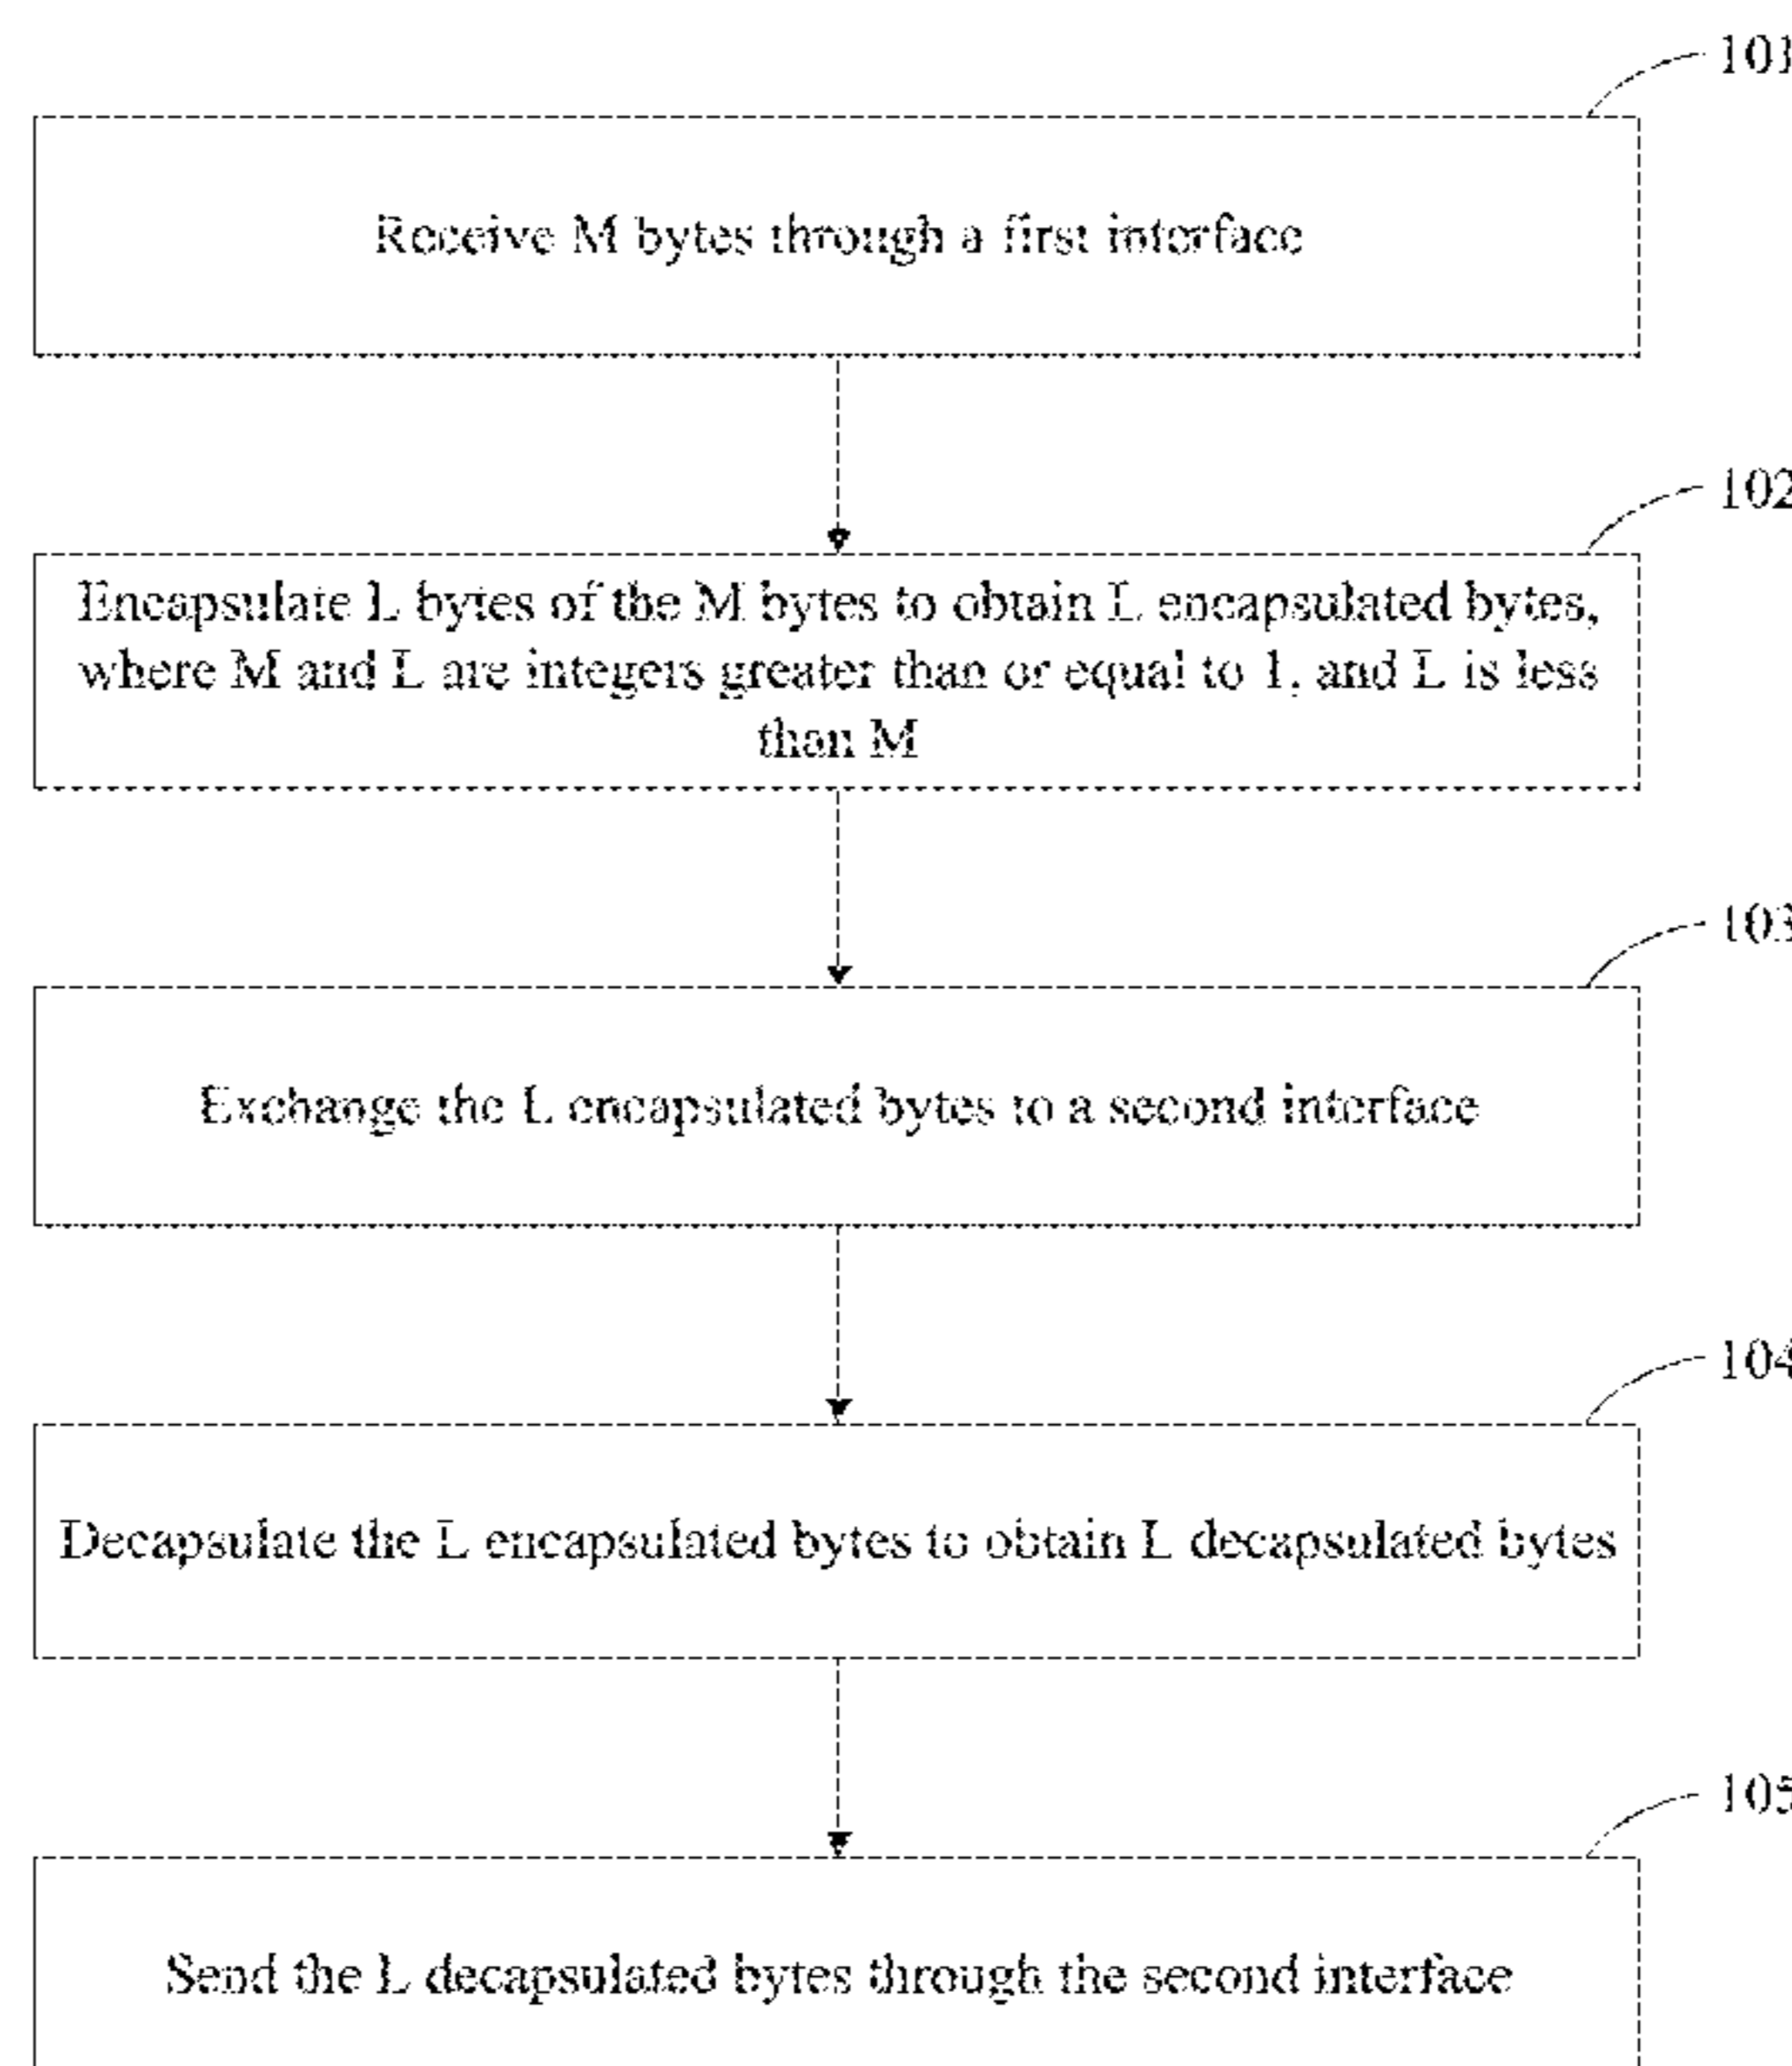 101
Receive M bytes through a first interface
102
Encapsulate L bytes of the M bytes to obtain L encapsulated bytes,
where M and L are integers greater than or equal to 1, and L is less
than M
103
Exchange the L encapsulated bytes to a second interface
104
Decapsulate the L encapsulated bytes to obtain L decapsulated bytes
105
Send the L decapsulated bytes through the second interface